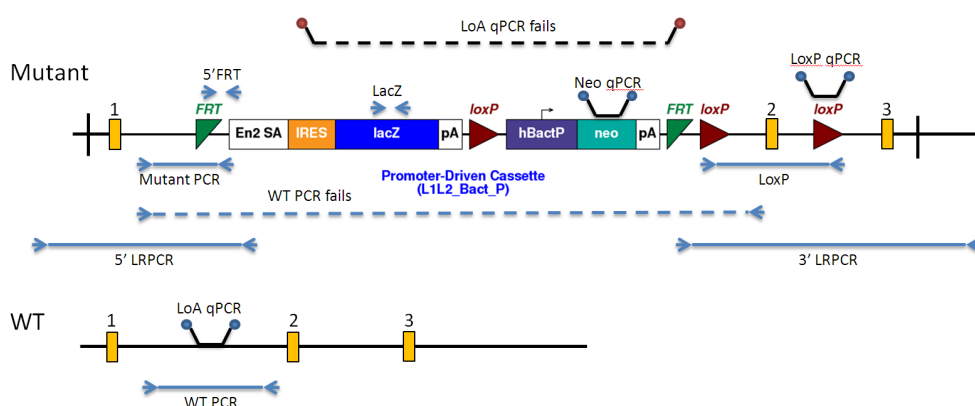 LoA qPCR fails
Mutant
5'FRT
LacZ
Neo qPCR
LoxP qPCR
1
FRT
loxP
FRT
loxP
2
loxP
3
En2 SA
IRES
lacZ
pA
hBactP
neo
pA
Mutant PCR
Promoter-Driven Cassette
(L1L2_Bact_P)
LoxP
WT PCR fails
5' LRPCR
3' LRPCR
WT
LoA qPCR
1
2
3
WT PCR